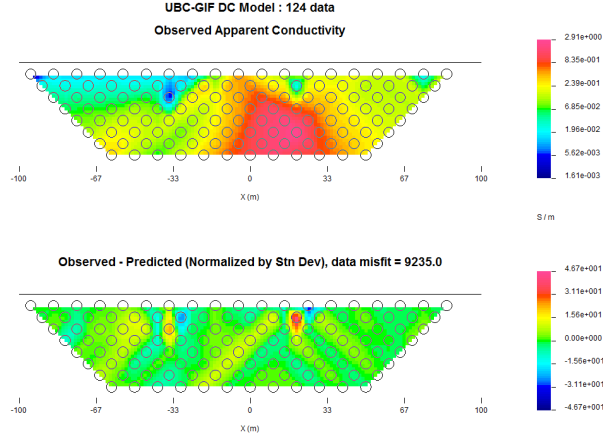 UBC-GIF DC Model : 124 data
Observed Apparent Conductivity
2.91e+000
8.35e-001
2.39e-001
6.85e-002
1.96e-002
5.62e-003
1.61e-003
-100 -67 -33 0 33 67 100
X (m)
S / m
Observed - Predicted (Normalized by Stn Dev), data misfit = 9235.0
4.67e+001
3.11e+001
1.56e+001
0.00e+000
-1.56e+001
-3.11e+001
-4.67e+001
-100 -67 -33 0 33 67 100
X (m)